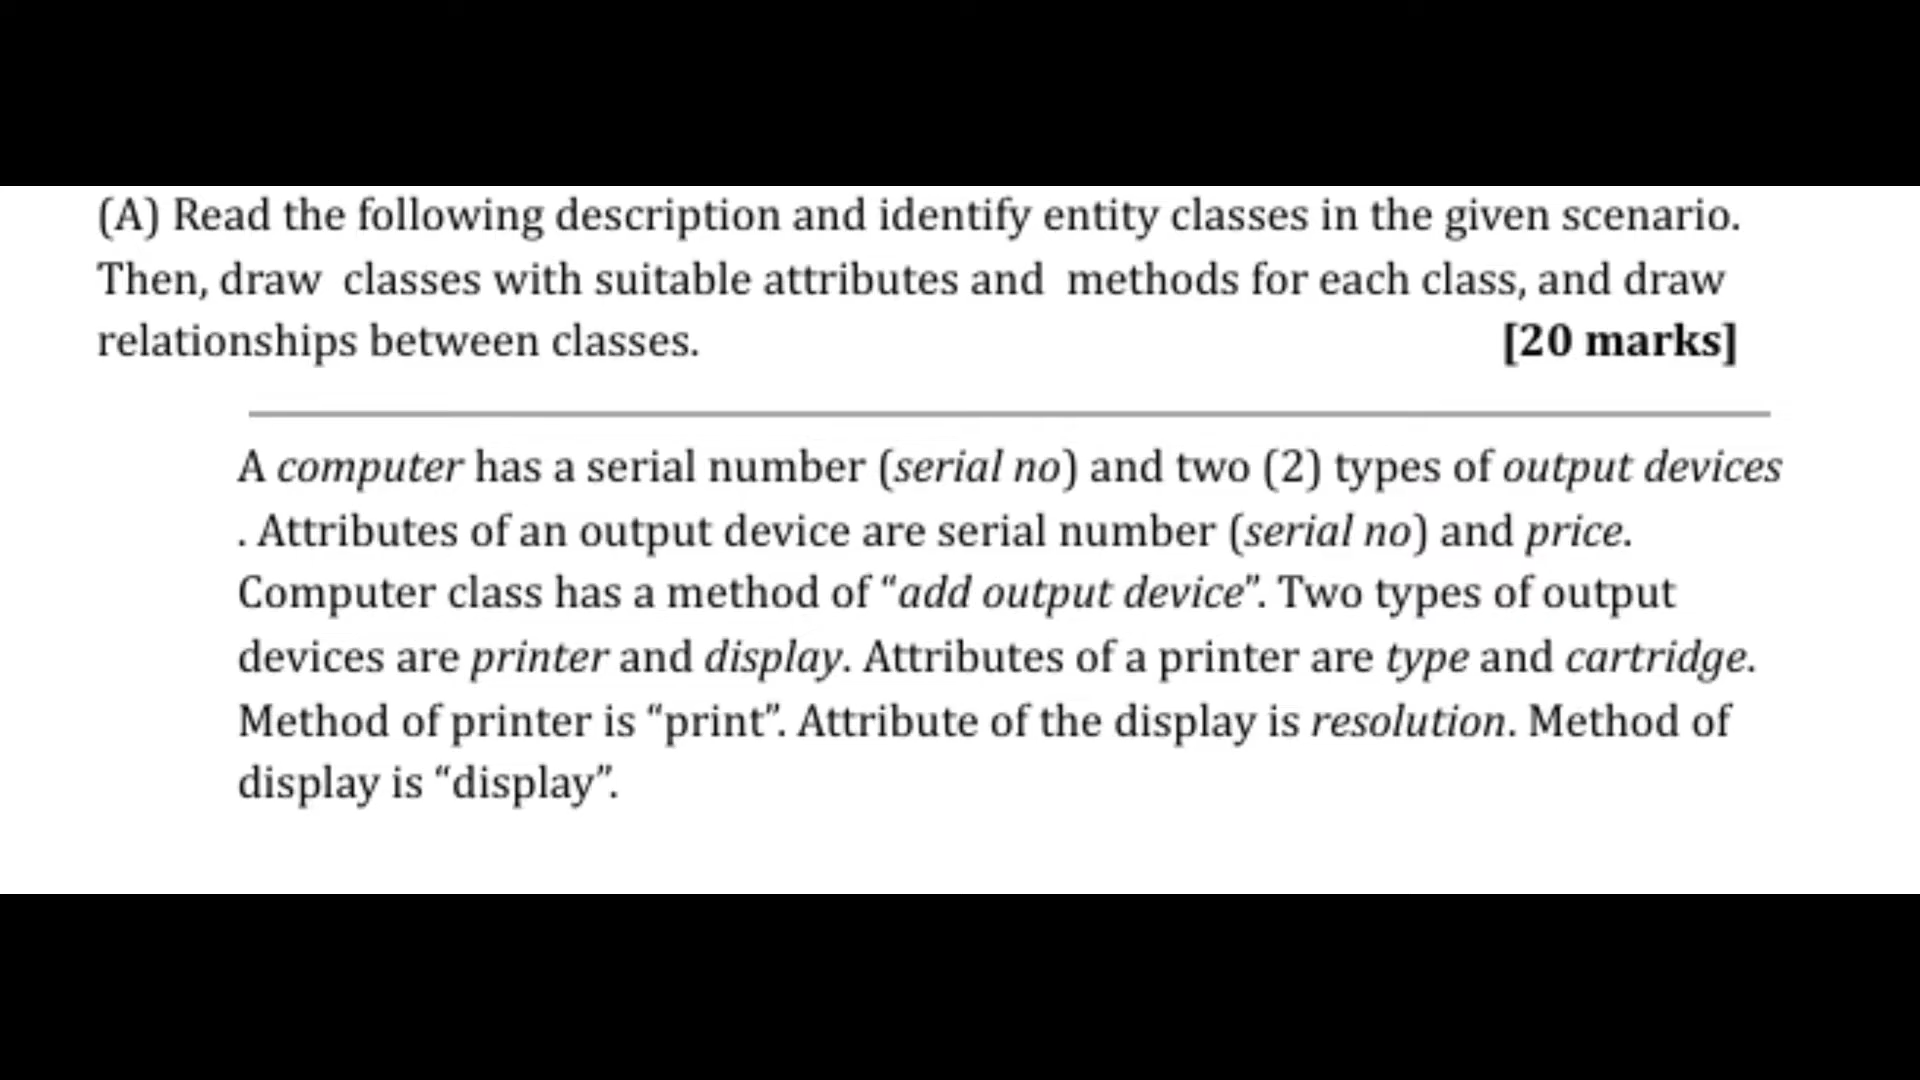 (A) Read the following description and identify entity classes in the given scenario.
Then, draw classes with suitable attributes and methods for each class, and draw
relationships between classes. [20 marks]
A computer has a serial number (serial no) and two (2) types of output devices
. Attributes of an output device are serial number (serial no) and price.
Computer class has a method of “add output device”. Two types of output
devices are printer and display. Attributes of a printer are type and cartridge.
Method of printer is “print”. Attribute of the display is resolution. Method of
display is “display”.